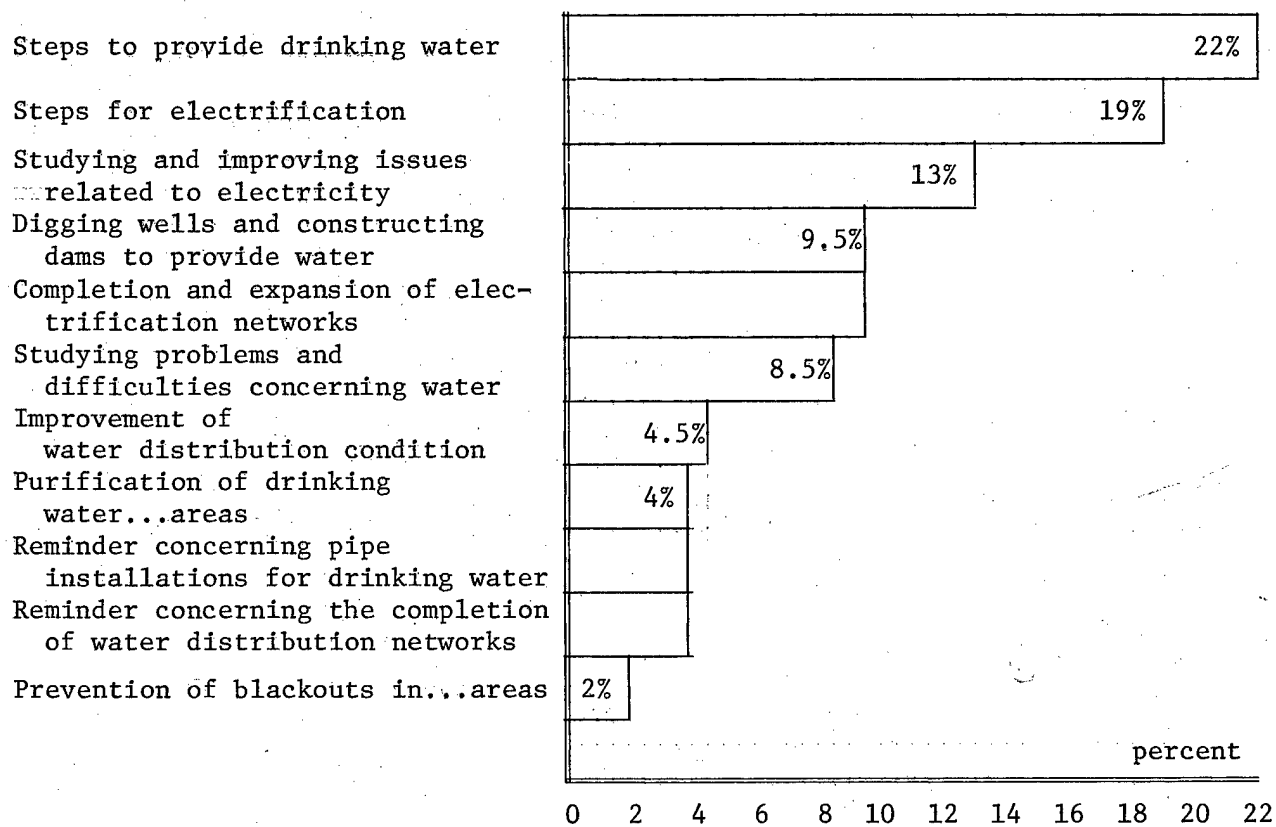 Steps to provide drinking water
22%
Steps for electrification
19%
Studying and improving issues
related to electricity
13%
Digging wells and constructing
dams to provide water
9.5%
Completion and expansion of elec-
trification networks
Studying problems and
difficulties concerning water
8.5%
Improvement of
water distribution condition
4.5%
Purification of drinking
water...areas
4%
Reminder concerning pipe
installations for drinking water
Reminder concerning the completion
of water distribution networks
Prevention of blackouts in...areas
2%
percent
0 2 4 6 8 10 12 14 16 18 20 22